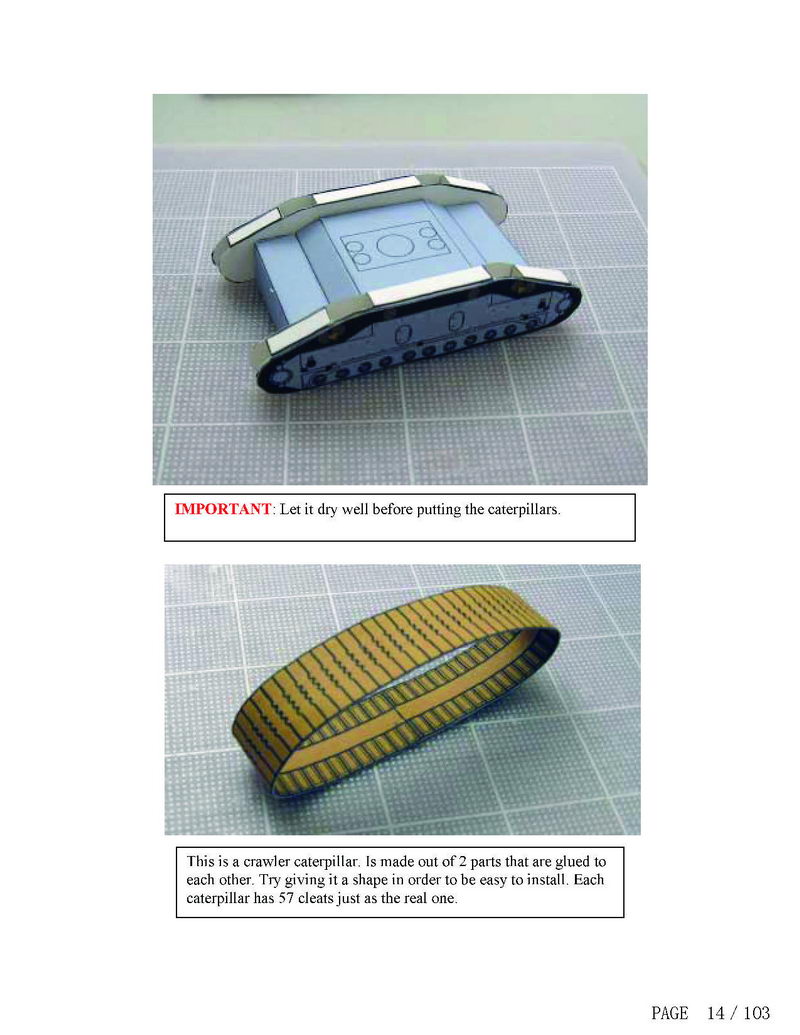 IMPORTANT: Let it dry well before putting the caterpillars.
This is a crawler caterpillar. Is made out of 2 parts that are glued to
each other. Try giving it a shape in order to be easy to install. Each
caterpillar has 57 cleats just as the real one.
PAGE 14 / 103